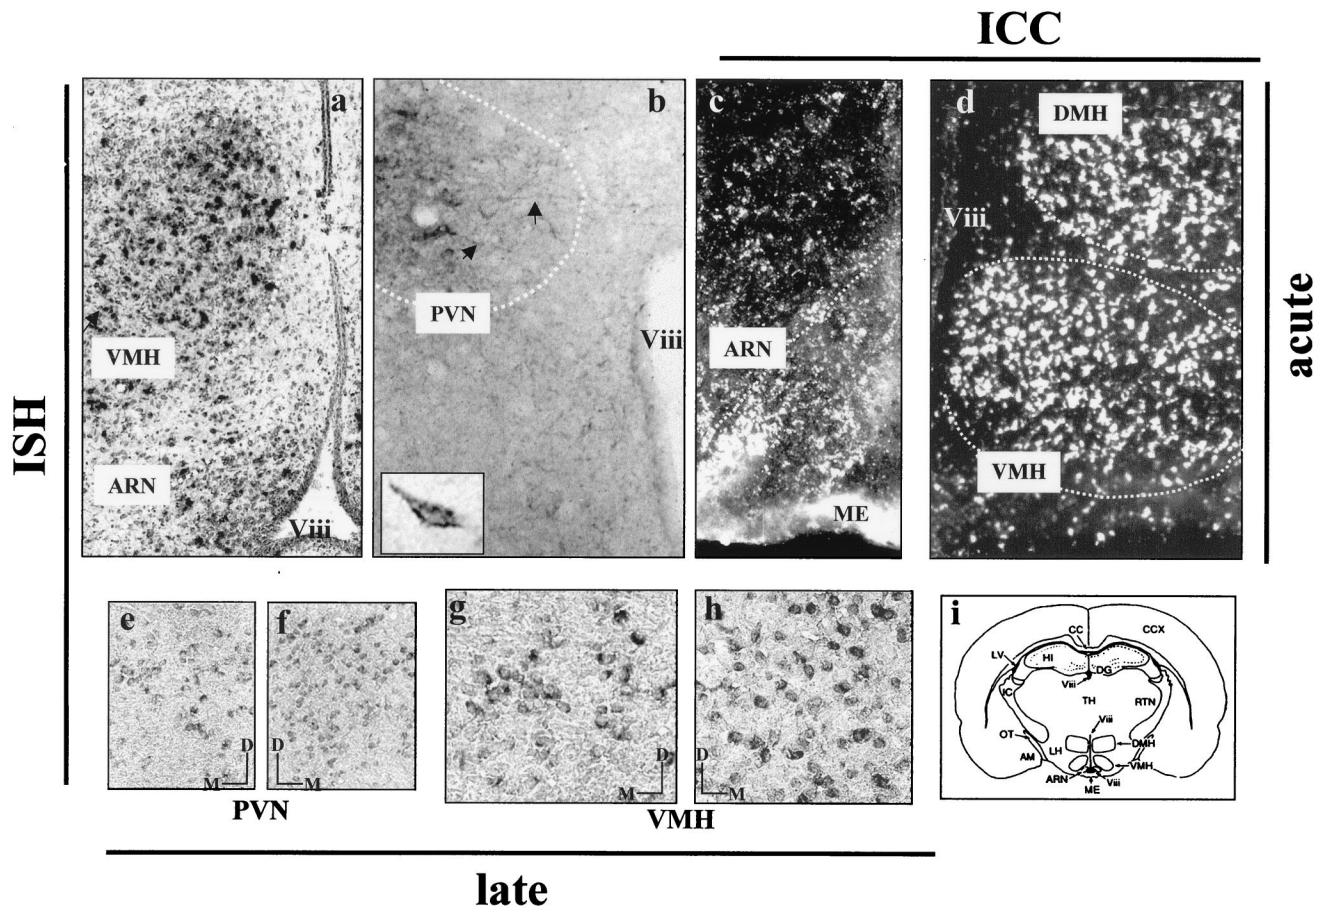 ICC
ISH
acute
a
VMH
ARN
Viii
b
PVN
Viii
c
ARN
ME
d
DMH
Viii
VMH
e
D
M
f
D
M
PVN
g
D
M
h
D
M
VMH
i
CC
CCX
LV
HI
DG
Viii
IC
TH
RTN
Viii
OT
LH
DMH
AM
VMH
ARN
Viii
ME
late